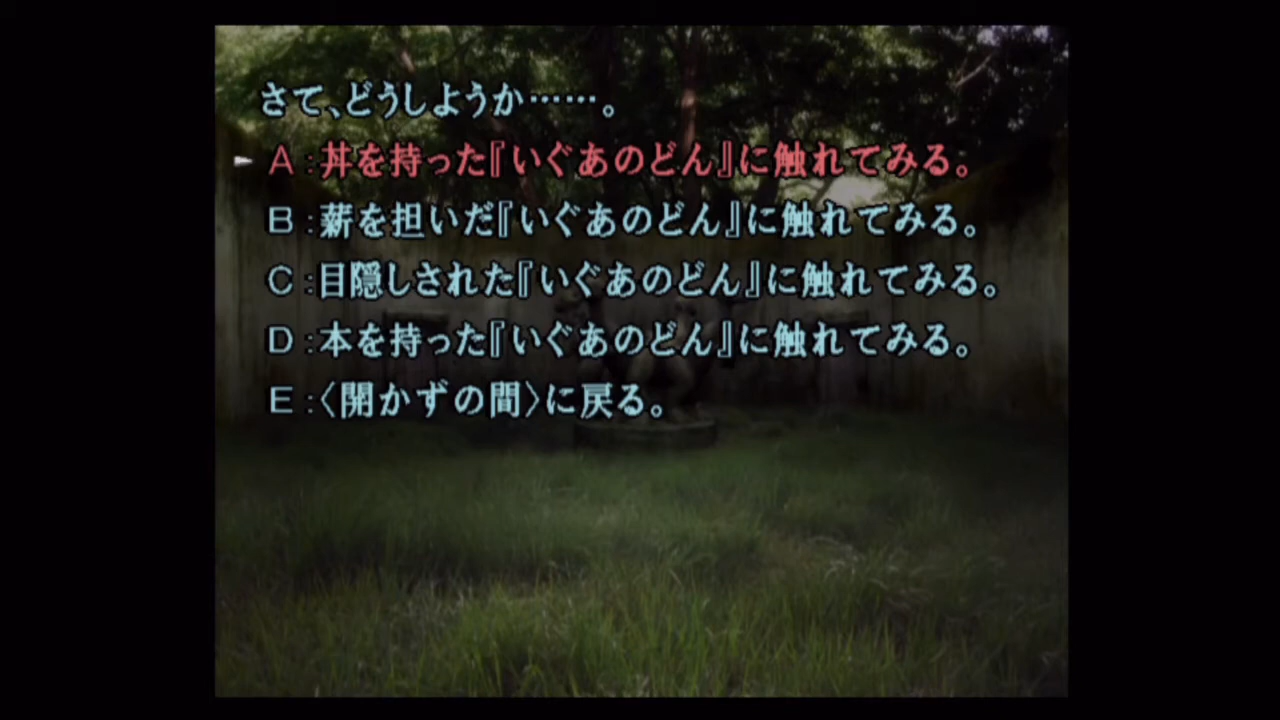 さて、どうしようか……。
A:丼を持った『いぐあのどん』に触れてみる。
B:薪を担いだ『いぐあのどん』に触れてみる。
C:目隠しされた『いぐあのどん』に触れてみる。
D:本を持った『いぐあのどん』に触れてみる。
E:〈開かずの間〉に戻る。